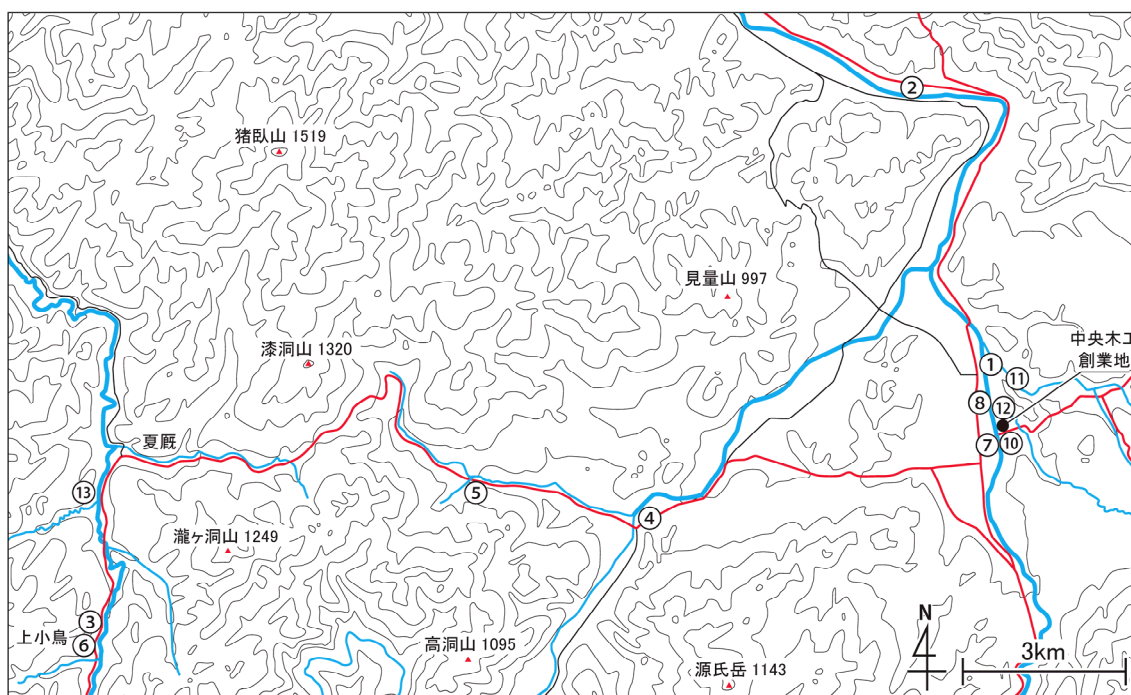 ②
猪臥山 1519
見量山 997
中央木工
創業地
漆洞山 1320
①
⑪
⑧
⑫
夏厩
⑦
⑩
⑬
⑤
④
瀧ヶ洞山 1249
③
上小鳥
⑥
高洞山 1095
源氏岳 1143
N
3km